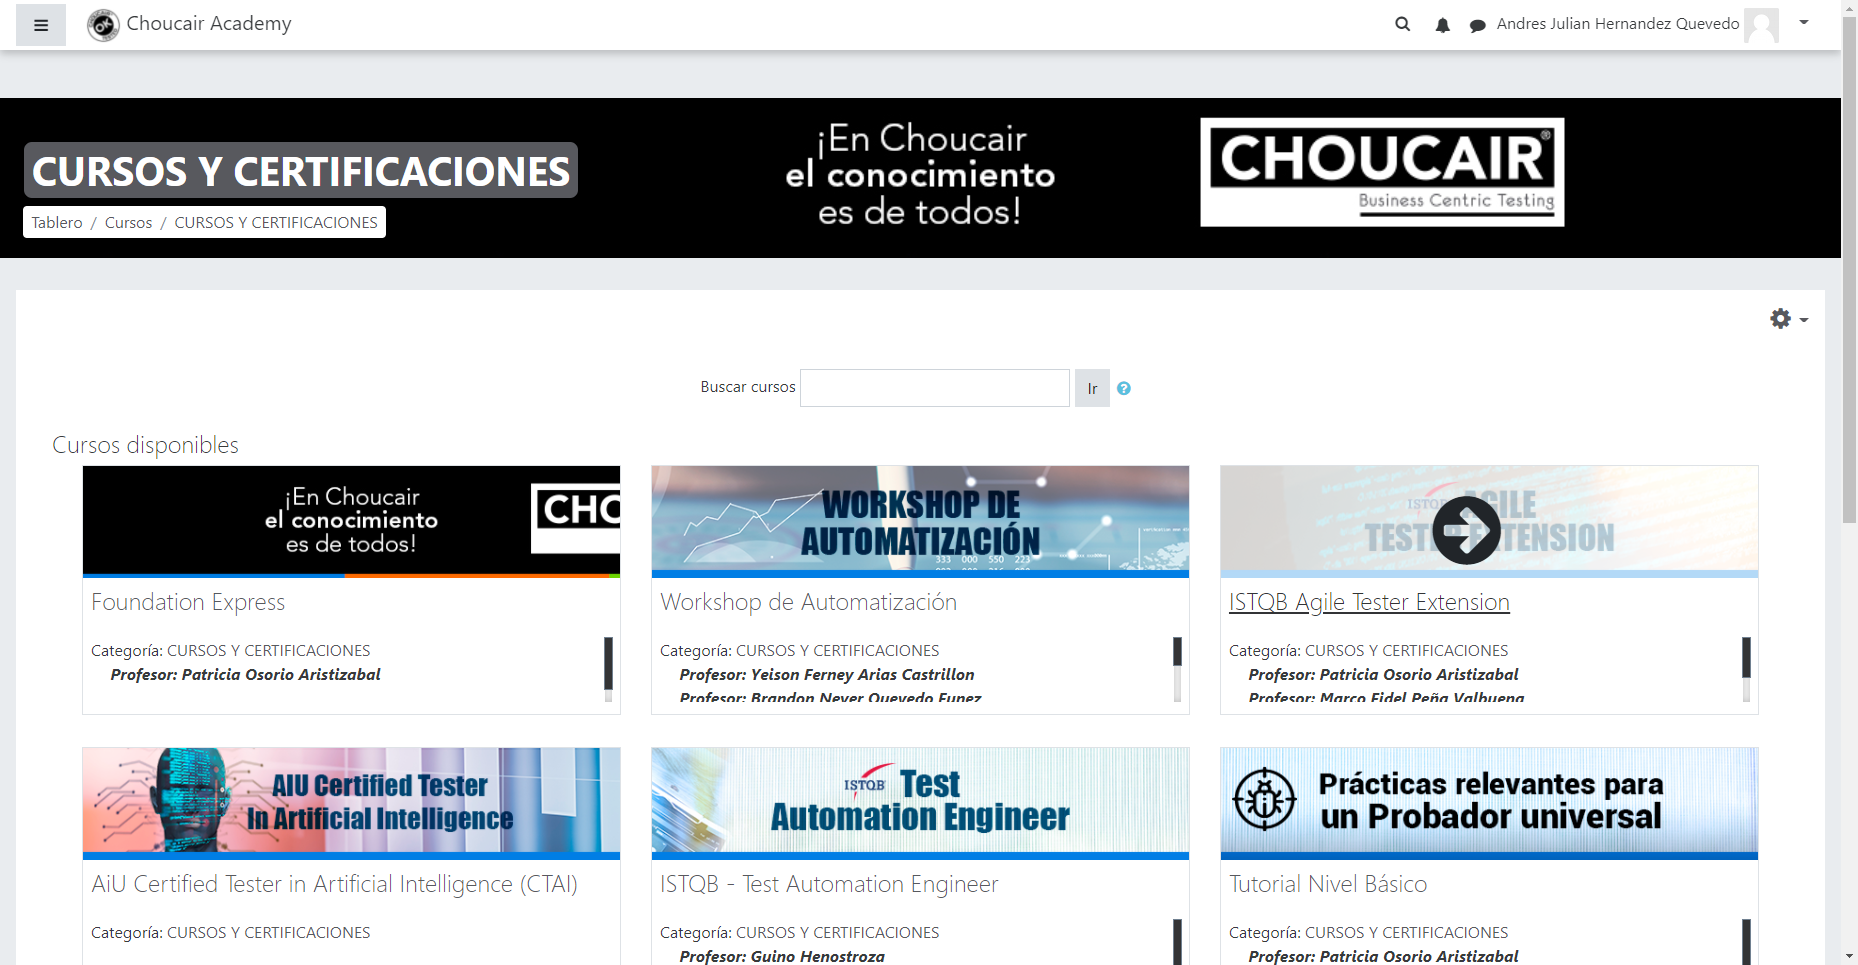 Choucair Academy
Andres Julian Hernandez Quevedo
CURSOS Y CERTIFICACIONES
Tablero / Cursos / CURSOS Y CERTIFICACIONES
¡En Choucair
el conocimiento
es de todos!
CHOUCAIR®
Business Centric Testing
Buscar cursos
Ir
Cursos disponibles
¡En Choucair
el conocimiento
es de todos!
CHO
Foundation Express
Categoría: CURSOS Y CERTIFICACIONES
Profesor: Patricia Osorio Aristizabal
WORKSHOP DE
AUTOMATIZACIÓN
333 000 550 223
Workshop de Automatización
Categoría: CURSOS Y CERTIFICACIONES
Profesor: Yeison Ferney Arias Castrillon
Profesor: Brandon Never Quevedo Funez
ISTQB AGILE
TESTER EXTENSION
ISTQB Agile Tester Extension
Categoría: CURSOS Y CERTIFICACIONES
Profesor: Patricia Osorio Aristizabal
Profesor: Marco Fidel Peña Valbuena
AIU Certified Tester
In Artificial Intelligence
AiU Certified Tester in Artificial Intelligence (CTAI)
Categoría: CURSOS Y CERTIFICACIONES
ISTQB Test
Automation Engineer
ISTQB - Test Automation Engineer
Categoría: CURSOS Y CERTIFICACIONES
Profesor: Guino Henostroza
Prácticas relevantes para
un Probador universal
Tutorial Nivel Básico
Categoría: CURSOS Y CERTIFICACIONES
Profesor: Patricia Osorio Aristizabal